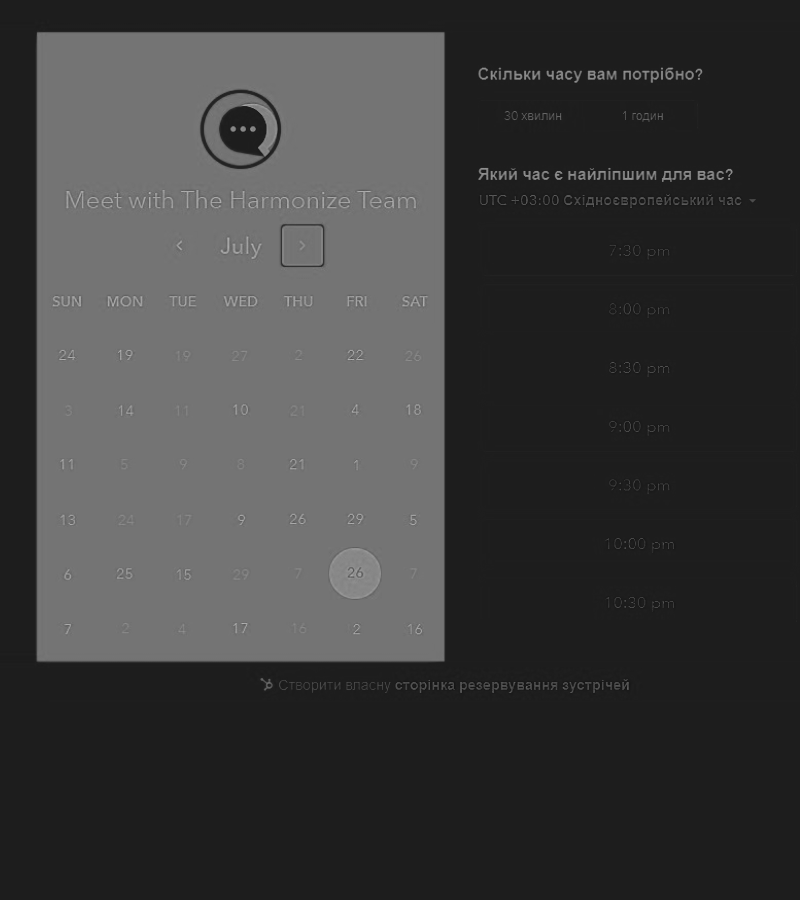 Meet with The Harmonize Team
July
SUN MON TUE WED THU FRI SAT
24 19 19 27 2 22 26
3 14 11 10 21 4 18
11 5 9 8 21 1 9
13 24 17 9 26 29 5
6 25 15 29 7 26 7
7 2 4 17 16 2 16
Скільки часу вам потрібно?
30 хвилин 1 годин
Який час є найліпшим для вас?
UTC +03:00 Східноєвропейський час
7:30 pm
8:00 pm
8:30 pm
9:00 pm
9:30 pm
10:00 pm
10:30 pm
Створити власну сторінка резервування зустрічей